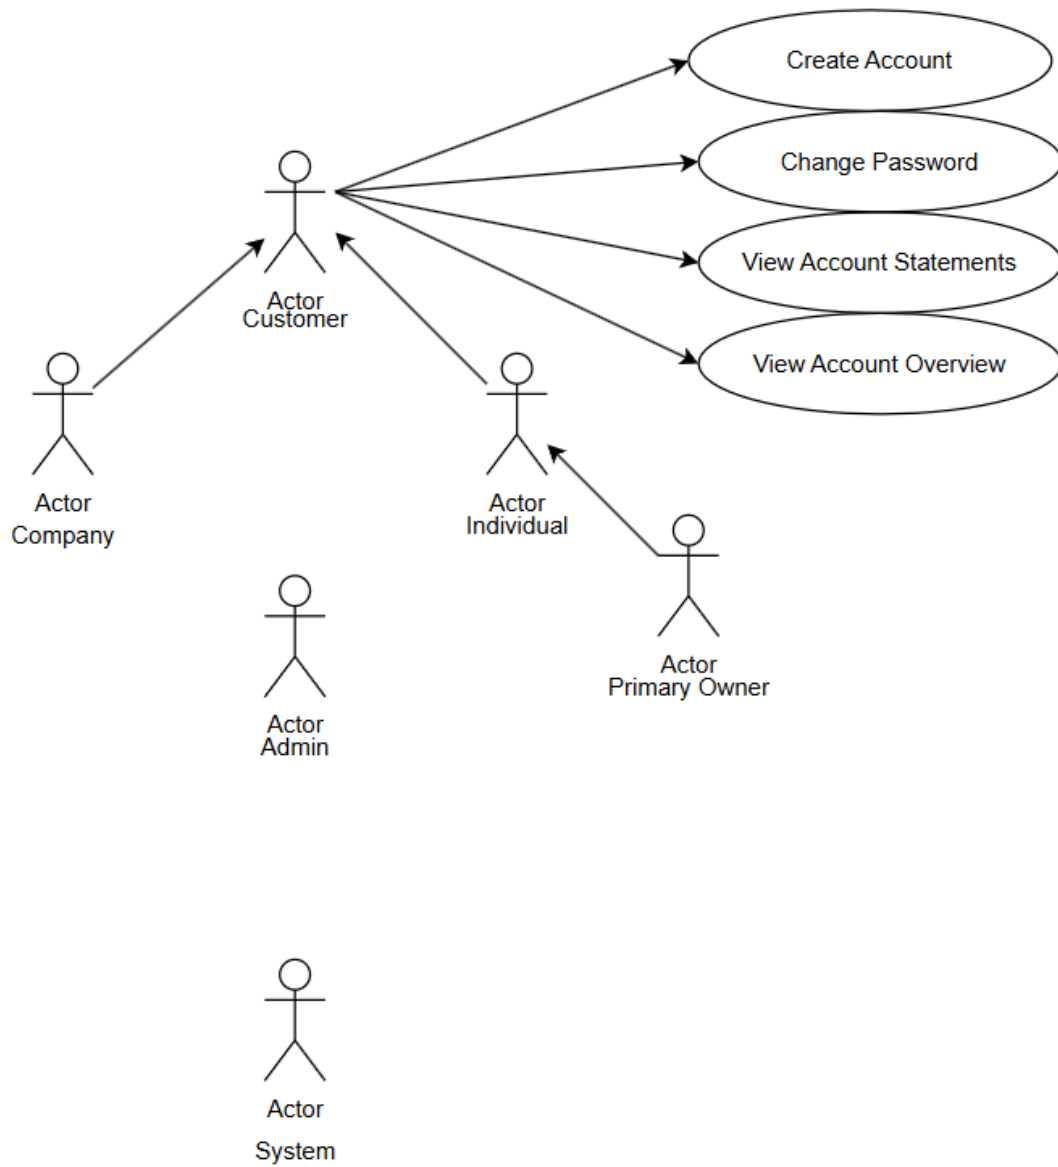 Create Account
Change Password
View Account Statements
View Account Overview
Actor
Customer
Actor
Company
Actor
Individual
Actor
Primary Owner
Actor
Admin
Actor
System